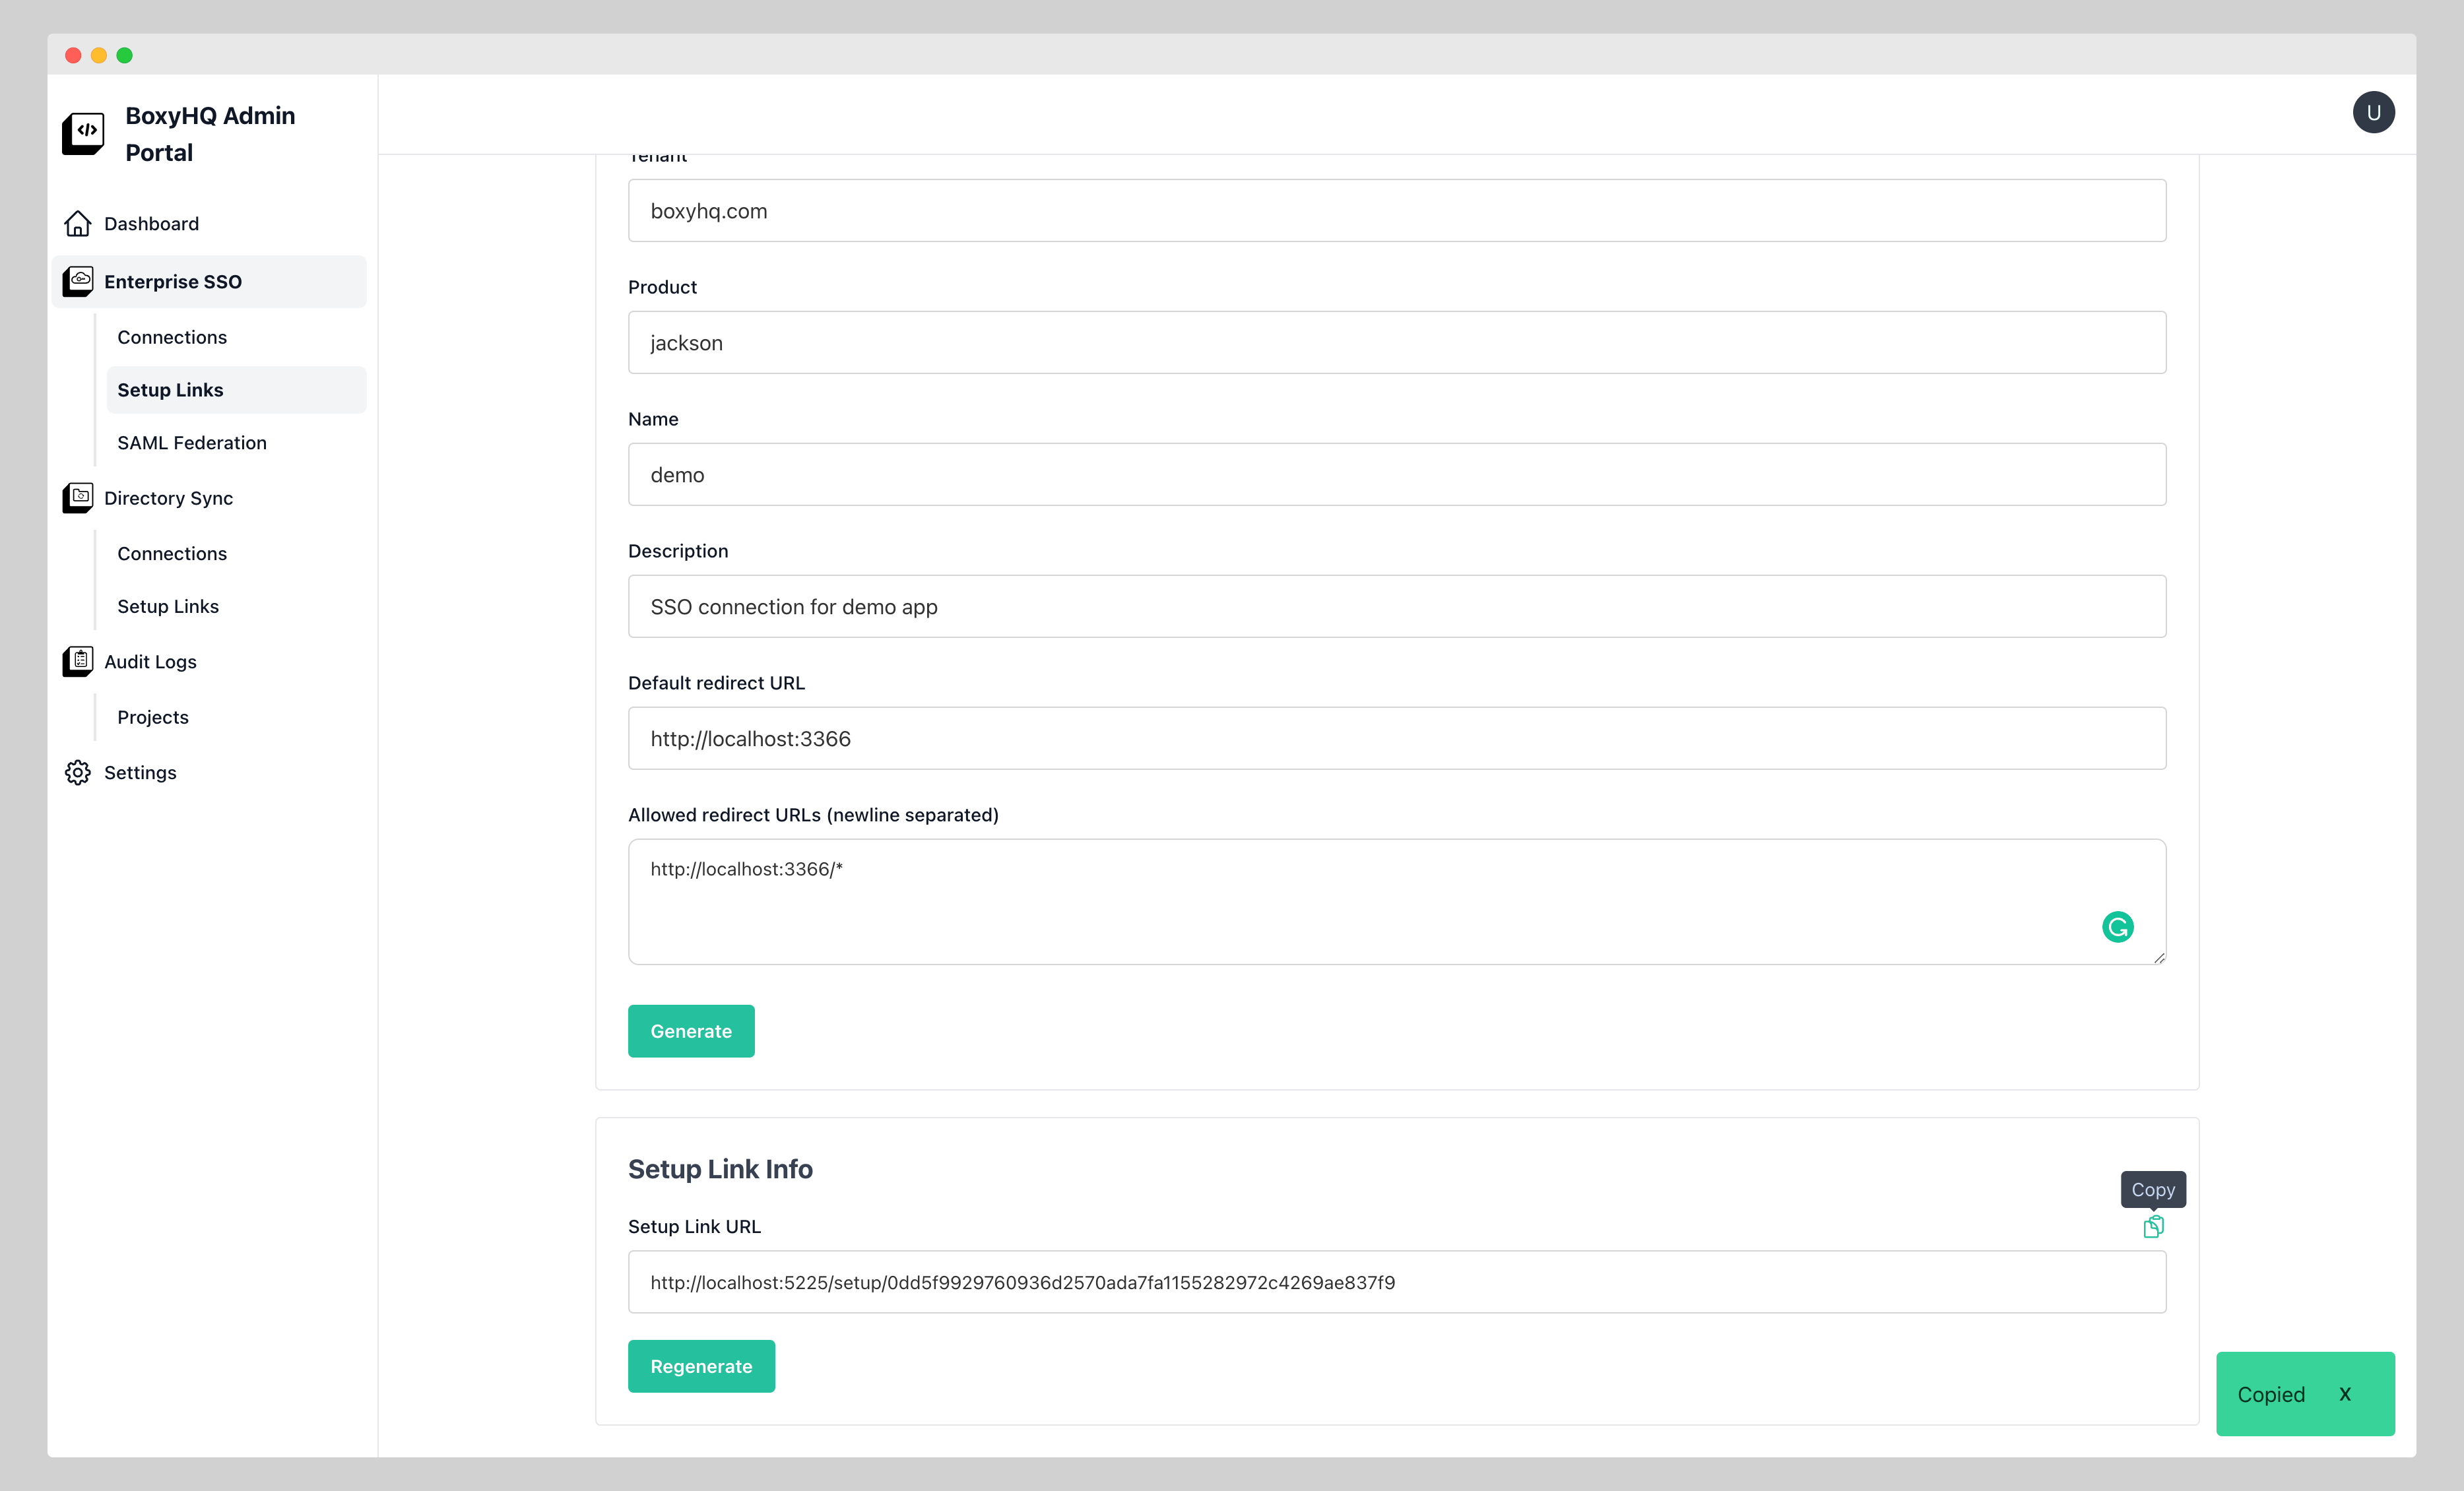 BoxyHQ Admin
Portal
U
Dashboard
Enterprise SSO
Connections
Setup Links
SAML Federation
Directory Sync
Connections
Setup Links
Audit Logs
Projects
Settings
Tenant
boxyhq.com
Product
jackson
Name
demo
Description
SSO connection for demo app
Default redirect URL
http://localhost:3366
Allowed redirect URLs (newline separated)
http://localhost:3366/*
Generate
Setup Link Info
Copy
Setup Link URL
http://localhost:5225/setup/0dd5f9929760936d2570ada7fa1155282972c4269ae837f9
Regenerate
Copied X